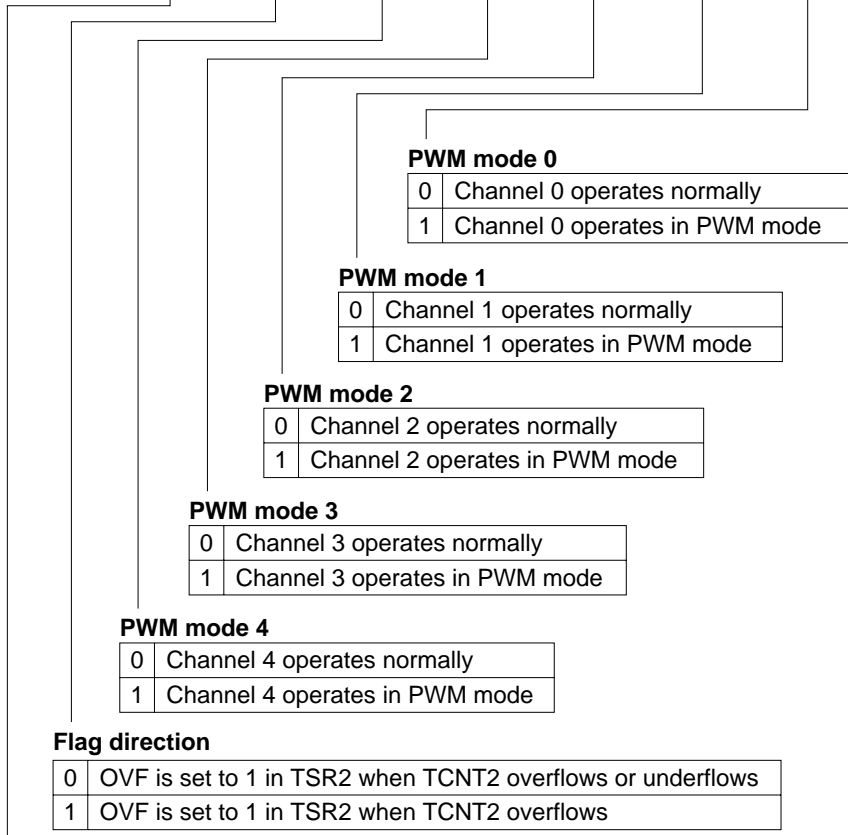 PWM mode 0
0 Channel 0 operates normally
1 Channel 0 operates in PWM mode
PWM mode 1
0 Channel 1 operates normally
1 Channel 1 operates in PWM mode
PWM mode 2
0 Channel 2 operates normally
1 Channel 2 operates in PWM mode
PWM mode 3
0 Channel 3 operates normally
1 Channel 3 operates in PWM mode
PWM mode 4
0 Channel 4 operates normally
1 Channel 4 operates in PWM mode
Flag direction
0 OVF is set to 1 in TSR2 when TCNT2 overflows or underflows
1 OVF is set to 1 in TSR2 when TCNT2 overflows